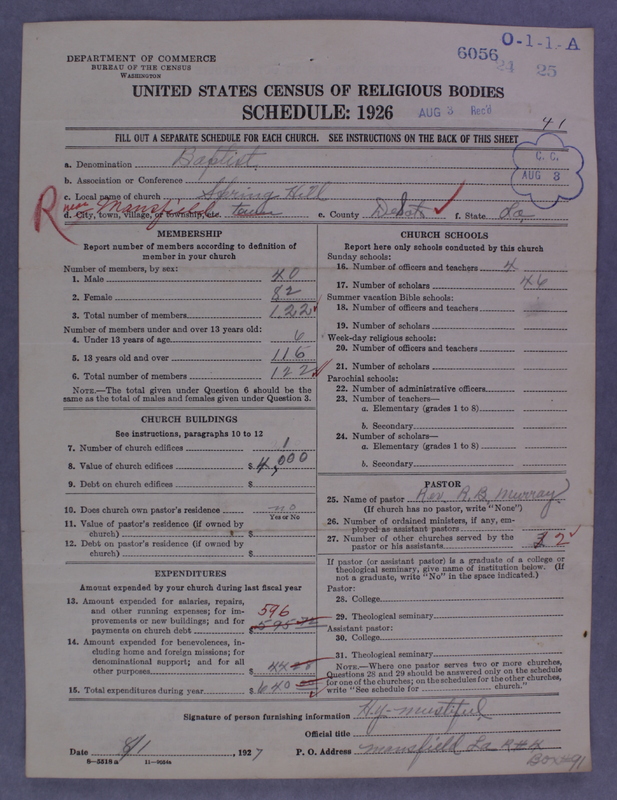 DEPARTMENT OF COMMERCE
BUREAU OF THE CENSUS
WASHINGTON
O-1-1-A
6056
24 25
UNITED STATES CENSUS OF RELIGIOUS BODIES
SCHEDULE: 1926
AUG 3 Rec'd
41
FILL OUT A SEPARATE SCHEDULE FOR EACH CHURCH. SEE INSTRUCTIONS ON THE BACK OF THIS SHEET
C. C.
AUG 3
a. Denomination Baptist
b. Association or Conference
c. Local name of church Spring Hill
R near Mansfield
d. City, town, village, or township, etc. e. County Desoto f. State La,
MEMBERSHIP
Report number of members according to definition of member in your church
Number of members, by sex:
1. Male 40
2. Female 82
3. Total number of members 122
Number of members under and over 13 years old:
4. Under 13 years of age 6
5. 13 years old and over 116
6. Total number of members 122
NOTE.—The total given under Question 6 should be the
same as the total of males and females given under Question 3.
CHURCH BUILDINGS
See instructions, paragraphs 10 to 12
7. Number of church edifices 1
8. Value of church edifices $ 4,000
9. Debt on church edifices $
10. Does church own pastor's residence no
Yes or No
11. Value of pastor's residence (if owned by
church) $
12. Debt on pastor's residence (if owned by
church) $
EXPENDITURES
Amount expended by your church during last fiscal year
13. Amount expended for salaries, repairs,
and other running expenses; for im-
provements or new buildings; and for
payments on church debt 596
$ 595
14. Amount expended for benevolences, in-
cluding home and foreign missions; for
denominational support; and for all
other purposes $ 44
15. Total expenditures during year $ 640
CHURCH SCHOOLS
Report here only schools conducted by this church
Sunday schools:
16. Number of officers and teachers 4
17. Number of scholars 46
Summer vacation Bible schools:
18. Number of officers and teachers
19. Number of scholars
Week-day religious schools:
20. Number of officers and teachers
21. Number of scholars
Parochial schools:
22. Number of administrative officers
23. Number of teachers—
a. Elementary (grades 1 to 8)
b. Secondary
24. Number of scholars—
a. Elementary (grades 1 to 8)
b. Secondary
PASTOR
25. Name of pastor Rev. R. B. Murray
(If church has no pastor, write "None")
26. Number of ordained ministers, if any, em-
ployed as assistant pastors
27. Number of other churches served by the
pastor or his assistants 2
If pastor (or assistant pastor) is a graduate of a college or
theological seminary, give name of institution below. (If
not a graduate, write "No" in the space indicated.)
Pastor:
28. College
29. Theological seminary
Assistant pastor:
30. College
31. Theological seminary
NOTE.—Where one pastor serves two or more churches,
Questions 28 and 29 should be answered only on the schedule
for one of the churches; on the schedules for the other churches,
write "See schedule for church."
Signature of person furnishing information Hy. Mustiful
Official title
Date 8/1, 1927 P. O. Address Mansfield La R#4
Box 91
8—5318a 11—9024a